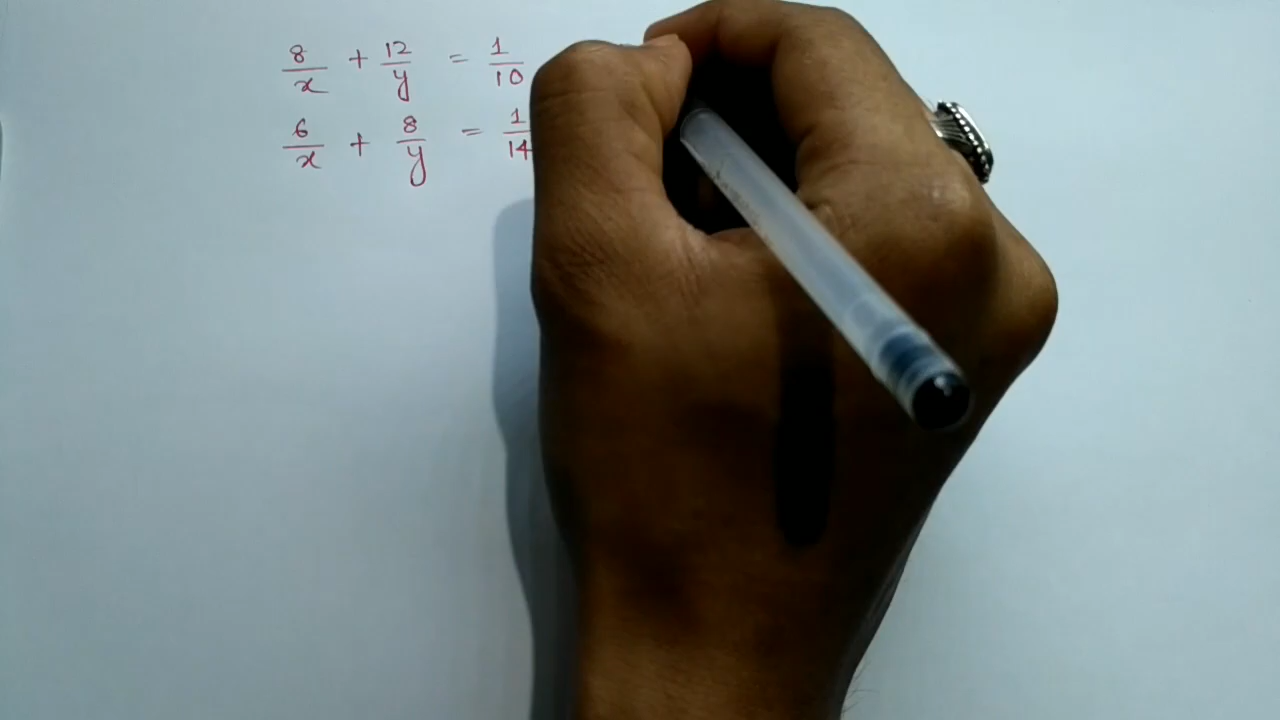 8/x + 12/y = 1/10
6/x + 8/y = 1/14